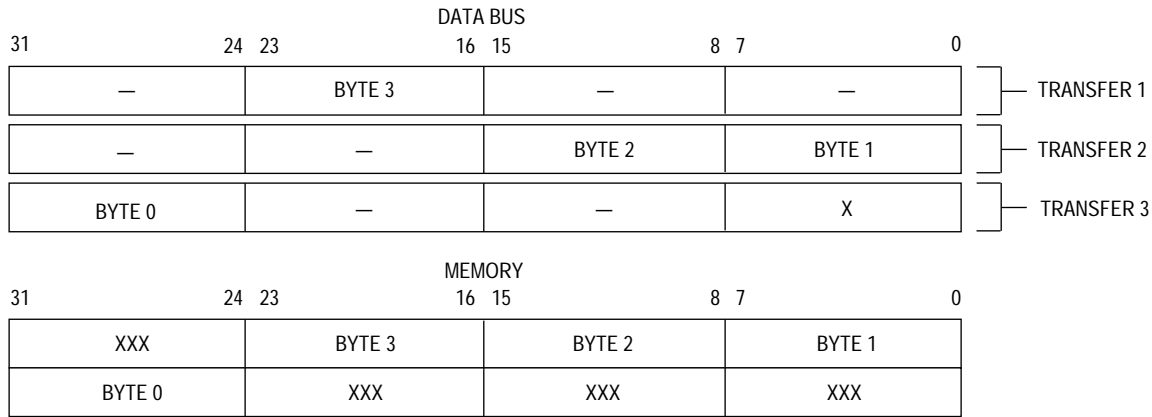 DATA BUS
31 24 23 16 15 8 7 0
— BYTE 3 — — TRANSFER 1
— — BYTE 2 BYTE 1 TRANSFER 2
BYTE 0 — — X TRANSFER 3
MEMORY
31 24 23 16 15 8 7 0
XXX BYTE 3 BYTE 2 BYTE 1
BYTE 0 XXX XXX XXX